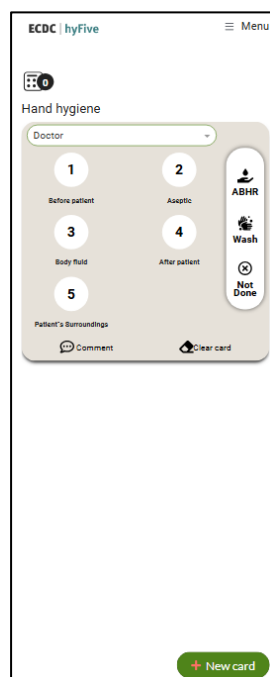 ECDC | hyFive
≡ Menu
0
Hand hygiene
Doctor
1
2
Before patient
Aseptic
3
4
Body fluid
After patient
5
Patient's Surroundings
ABHR
Wash
Not
Done
Comment
Clear card
+ New card